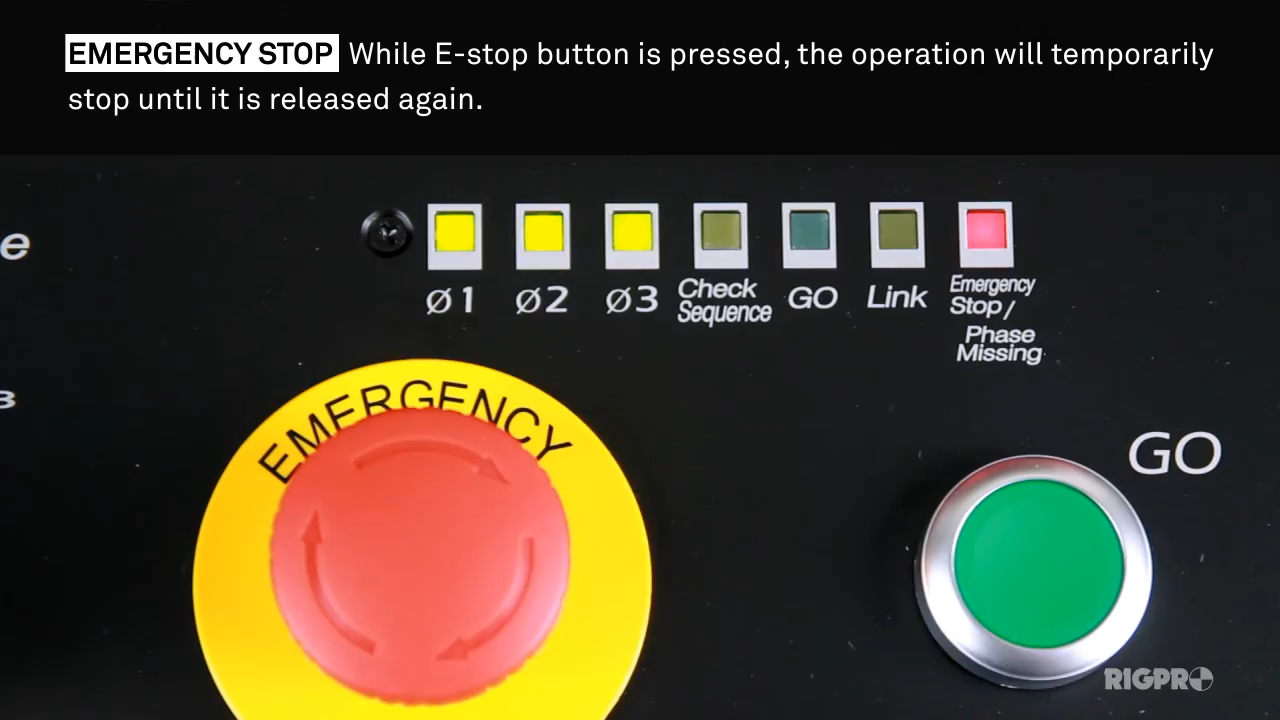 EMERGENCY STOP While E-stop button is pressed, the operation will temporarily
stop until it is released again.
e
Ø1 Ø2 Ø3 Check Sequence GO Link Emergency Stop / Phase Missing
3
EMERGENCY
GO
RIGPRO